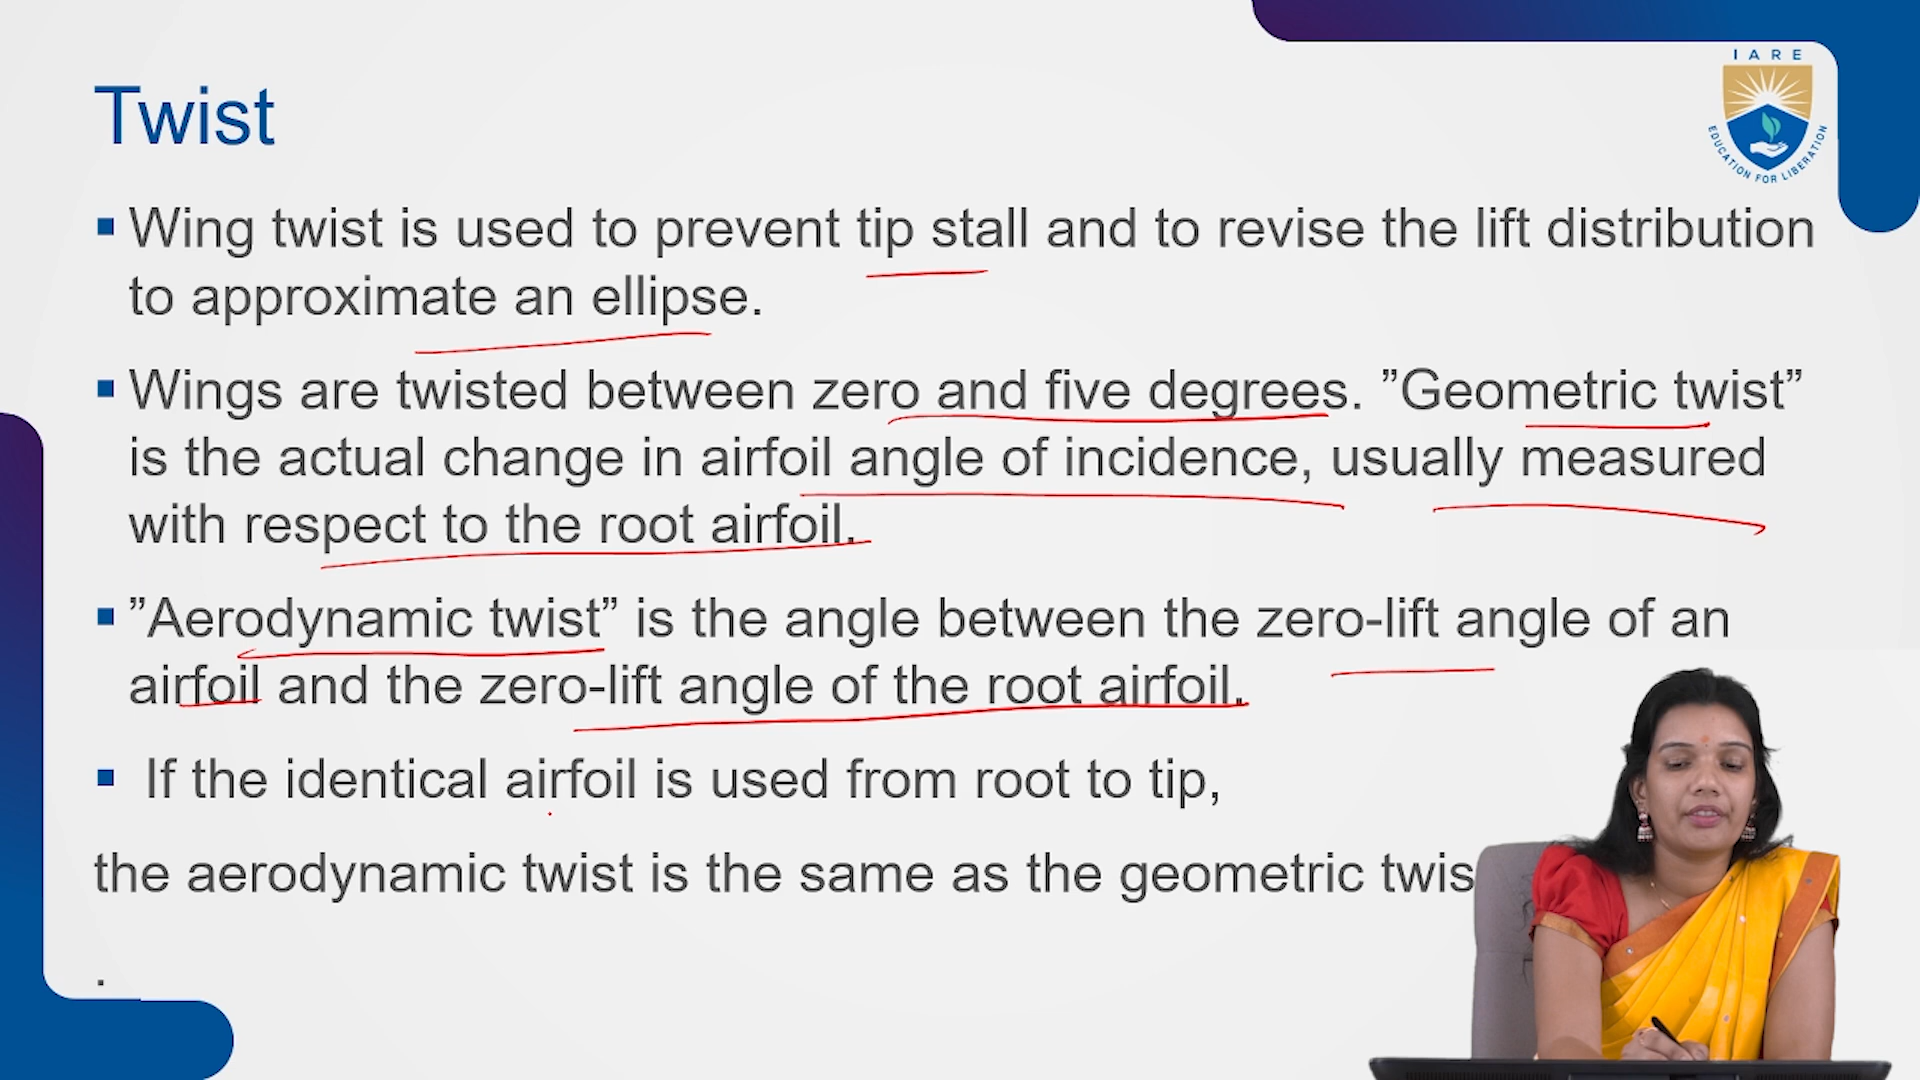 IARE
EDUCATION FOR LIBERATION
Twist
Wing twist is used to prevent tip stall and to revise the lift distribution
to approximate an ellipse.
Wings are twisted between zero and five degrees. ”Geometric twist”
is the actual change in airfoil angle of incidence, usually measured
with respect to the root airfoil.
”Aerodynamic twist” is the angle between the zero-lift angle of an
airfoil and the zero-lift angle of the root airfoil.
If the identical airfoil is used from root to tip,
the aerodynamic twist is the same as the geometric twis
.